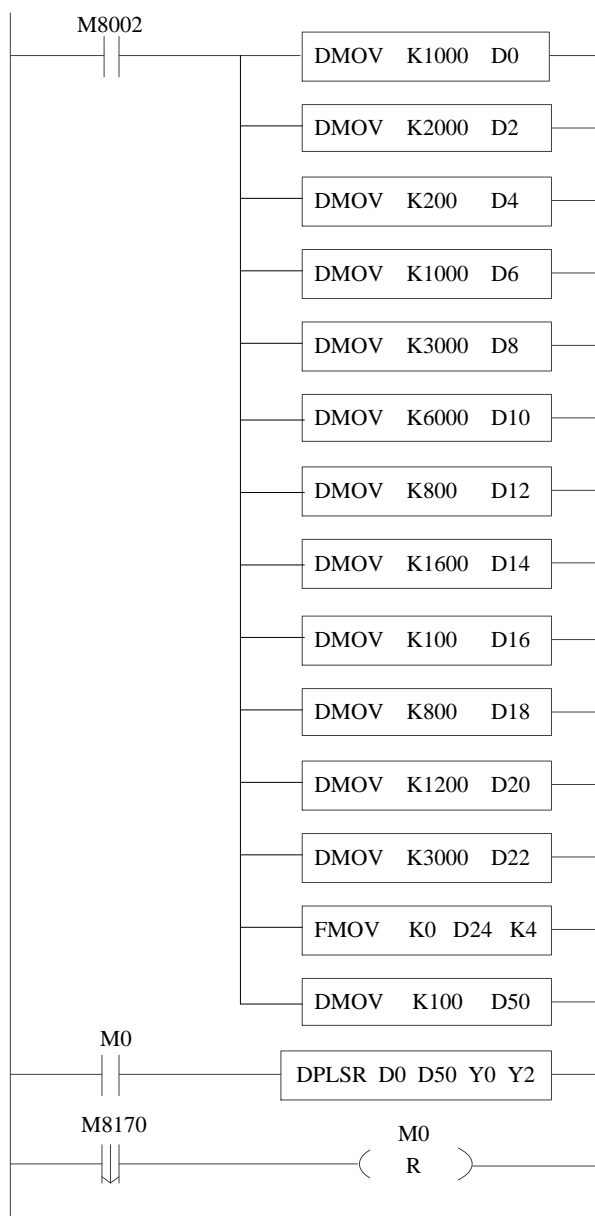 M8002
DMOV K1000 D0
DMOV K2000 D2
DMOV K200 D4
DMOV K1000 D6
DMOV K3000 D8
DMOV K6000 D10
DMOV K800 D12
DMOV K1600 D14
DMOV K100 D16
DMOV K800 D18
DMOV K1200 D20
DMOV K3000 D22
FMOV K0 D24 K4
DMOV K100 D50
M0
DPLSR D0 D50 Y0 Y2
M8170
M0
R